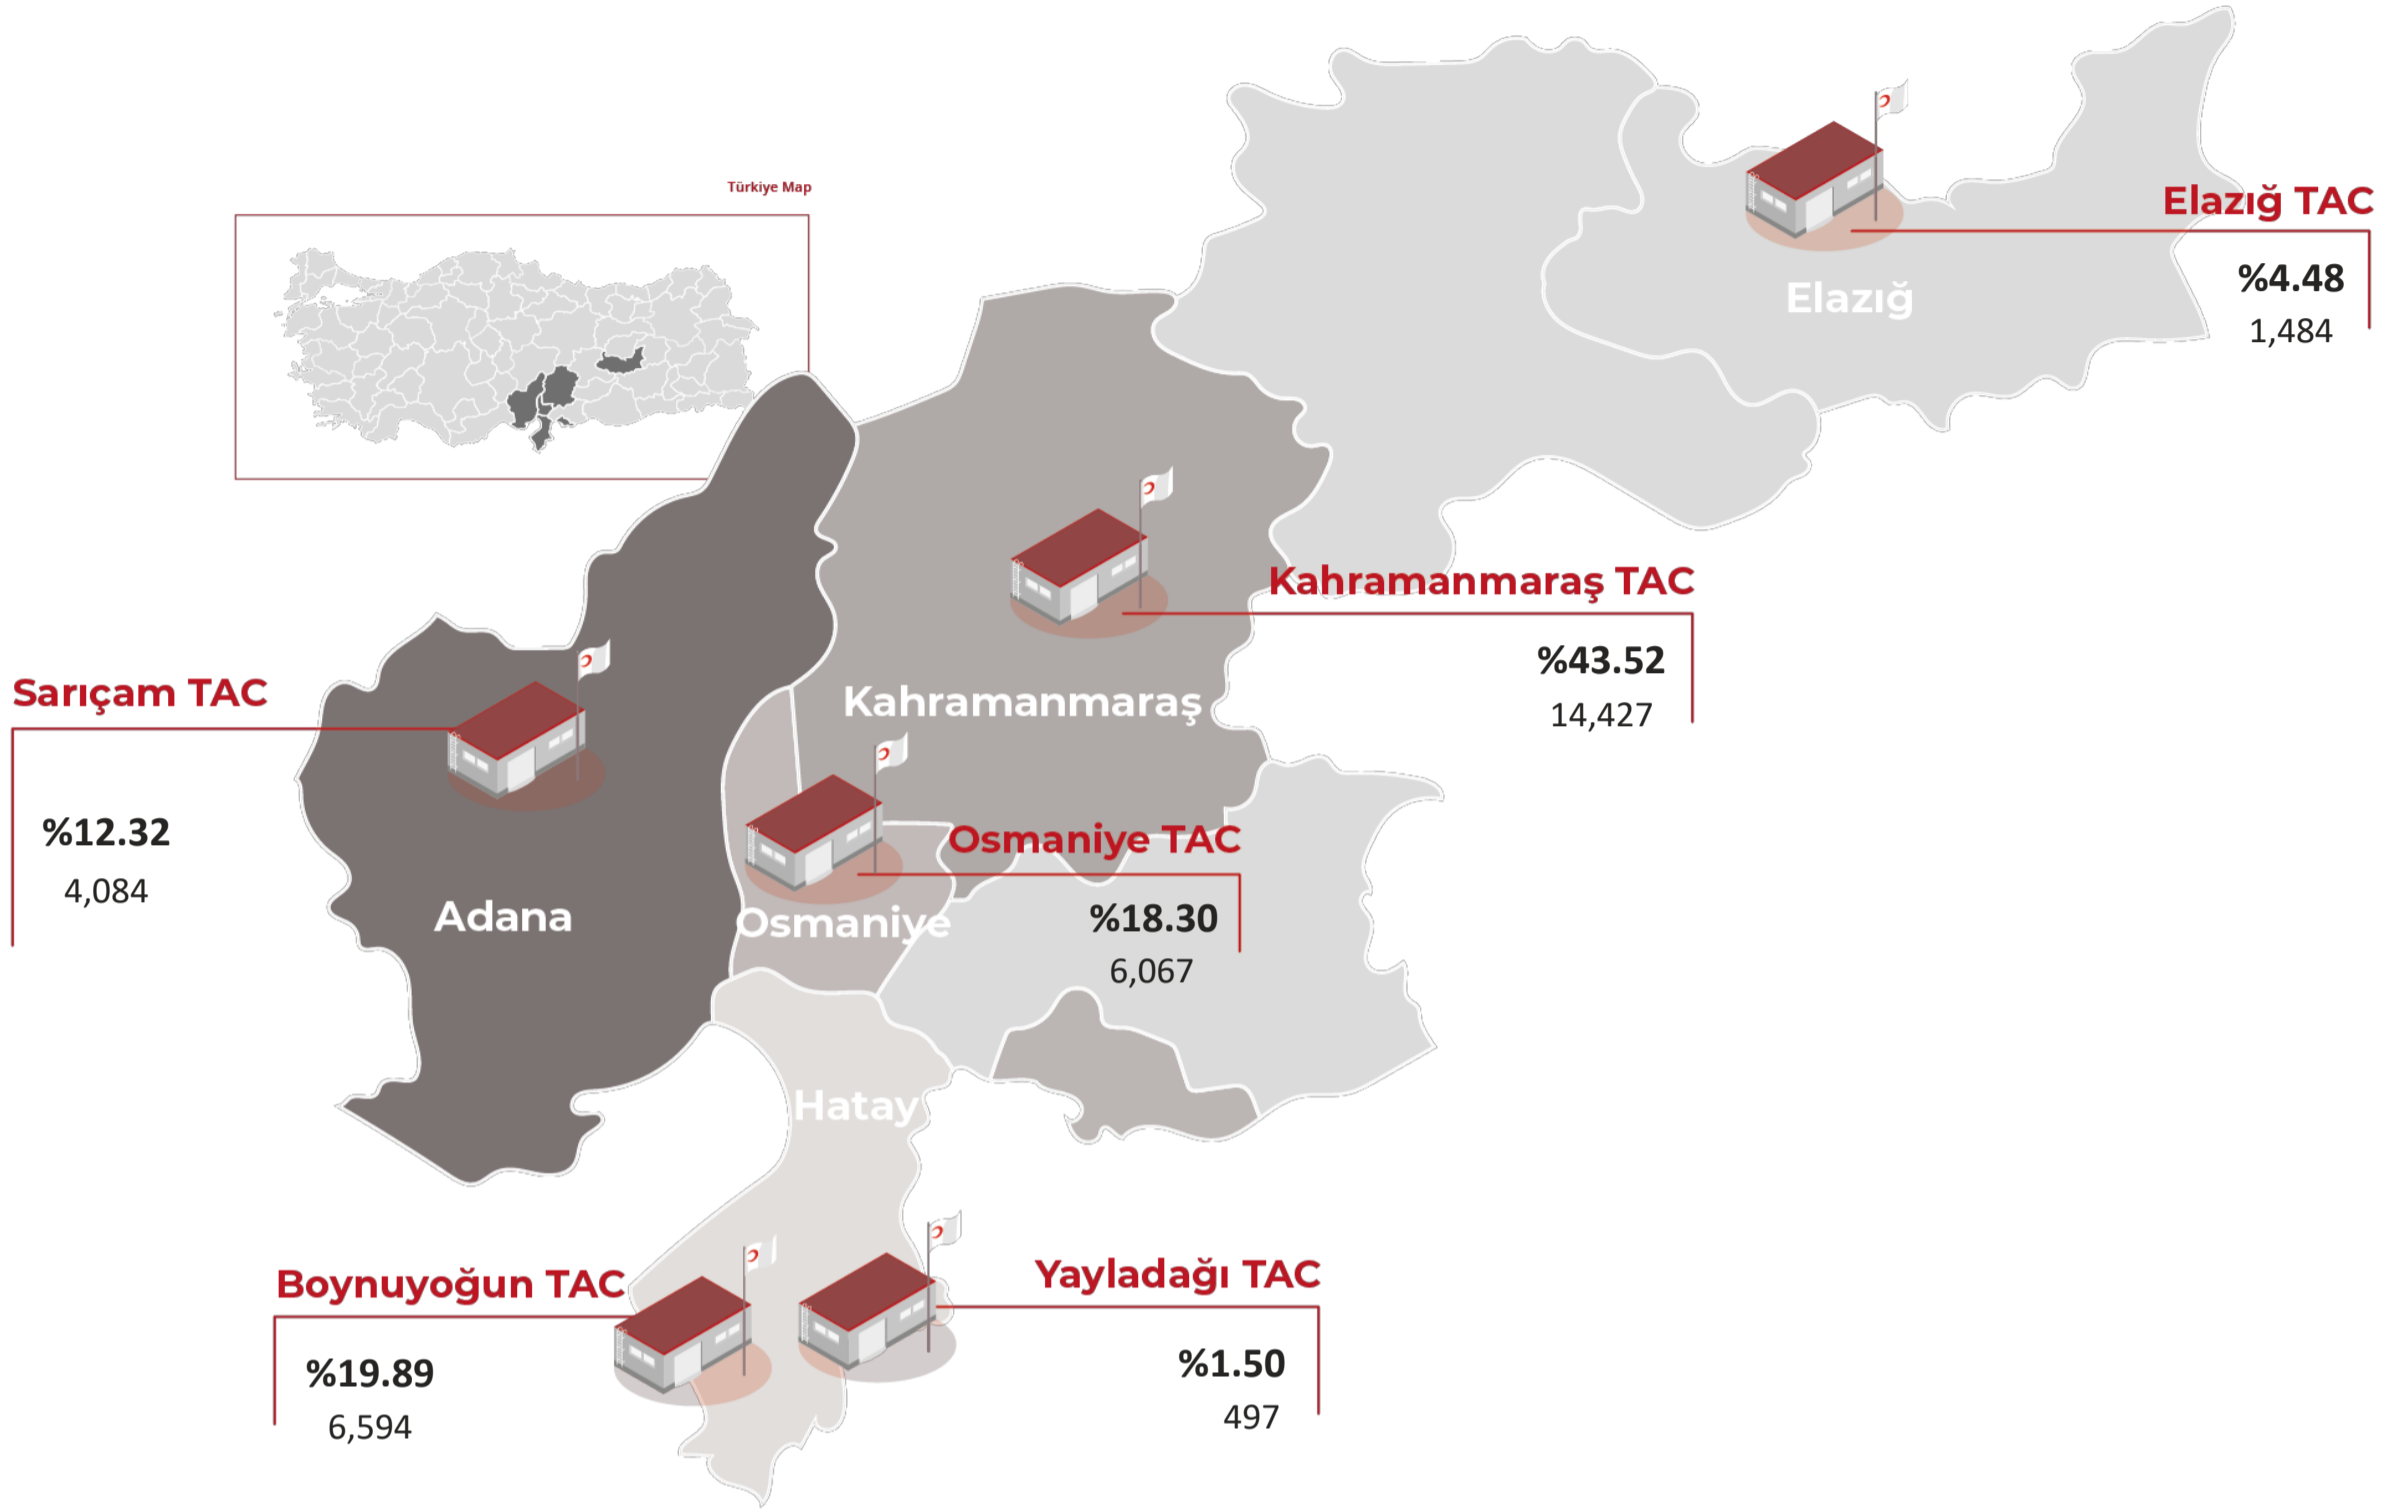 Türkiye Map
Elazığ TAC
%4.48
1,484
Elazığ
Kahramanmaraş TAC
%43.52
14,427
Kahramanmaraş
Sarıçam TAC
%12.32
4,084
Adana
Osmaniye TAC
%18.30
6,067
Osmaniye
Hatay
Boynuyoğun TAC
%19.89
6,594
Yayladağı TAC
%1.50
497